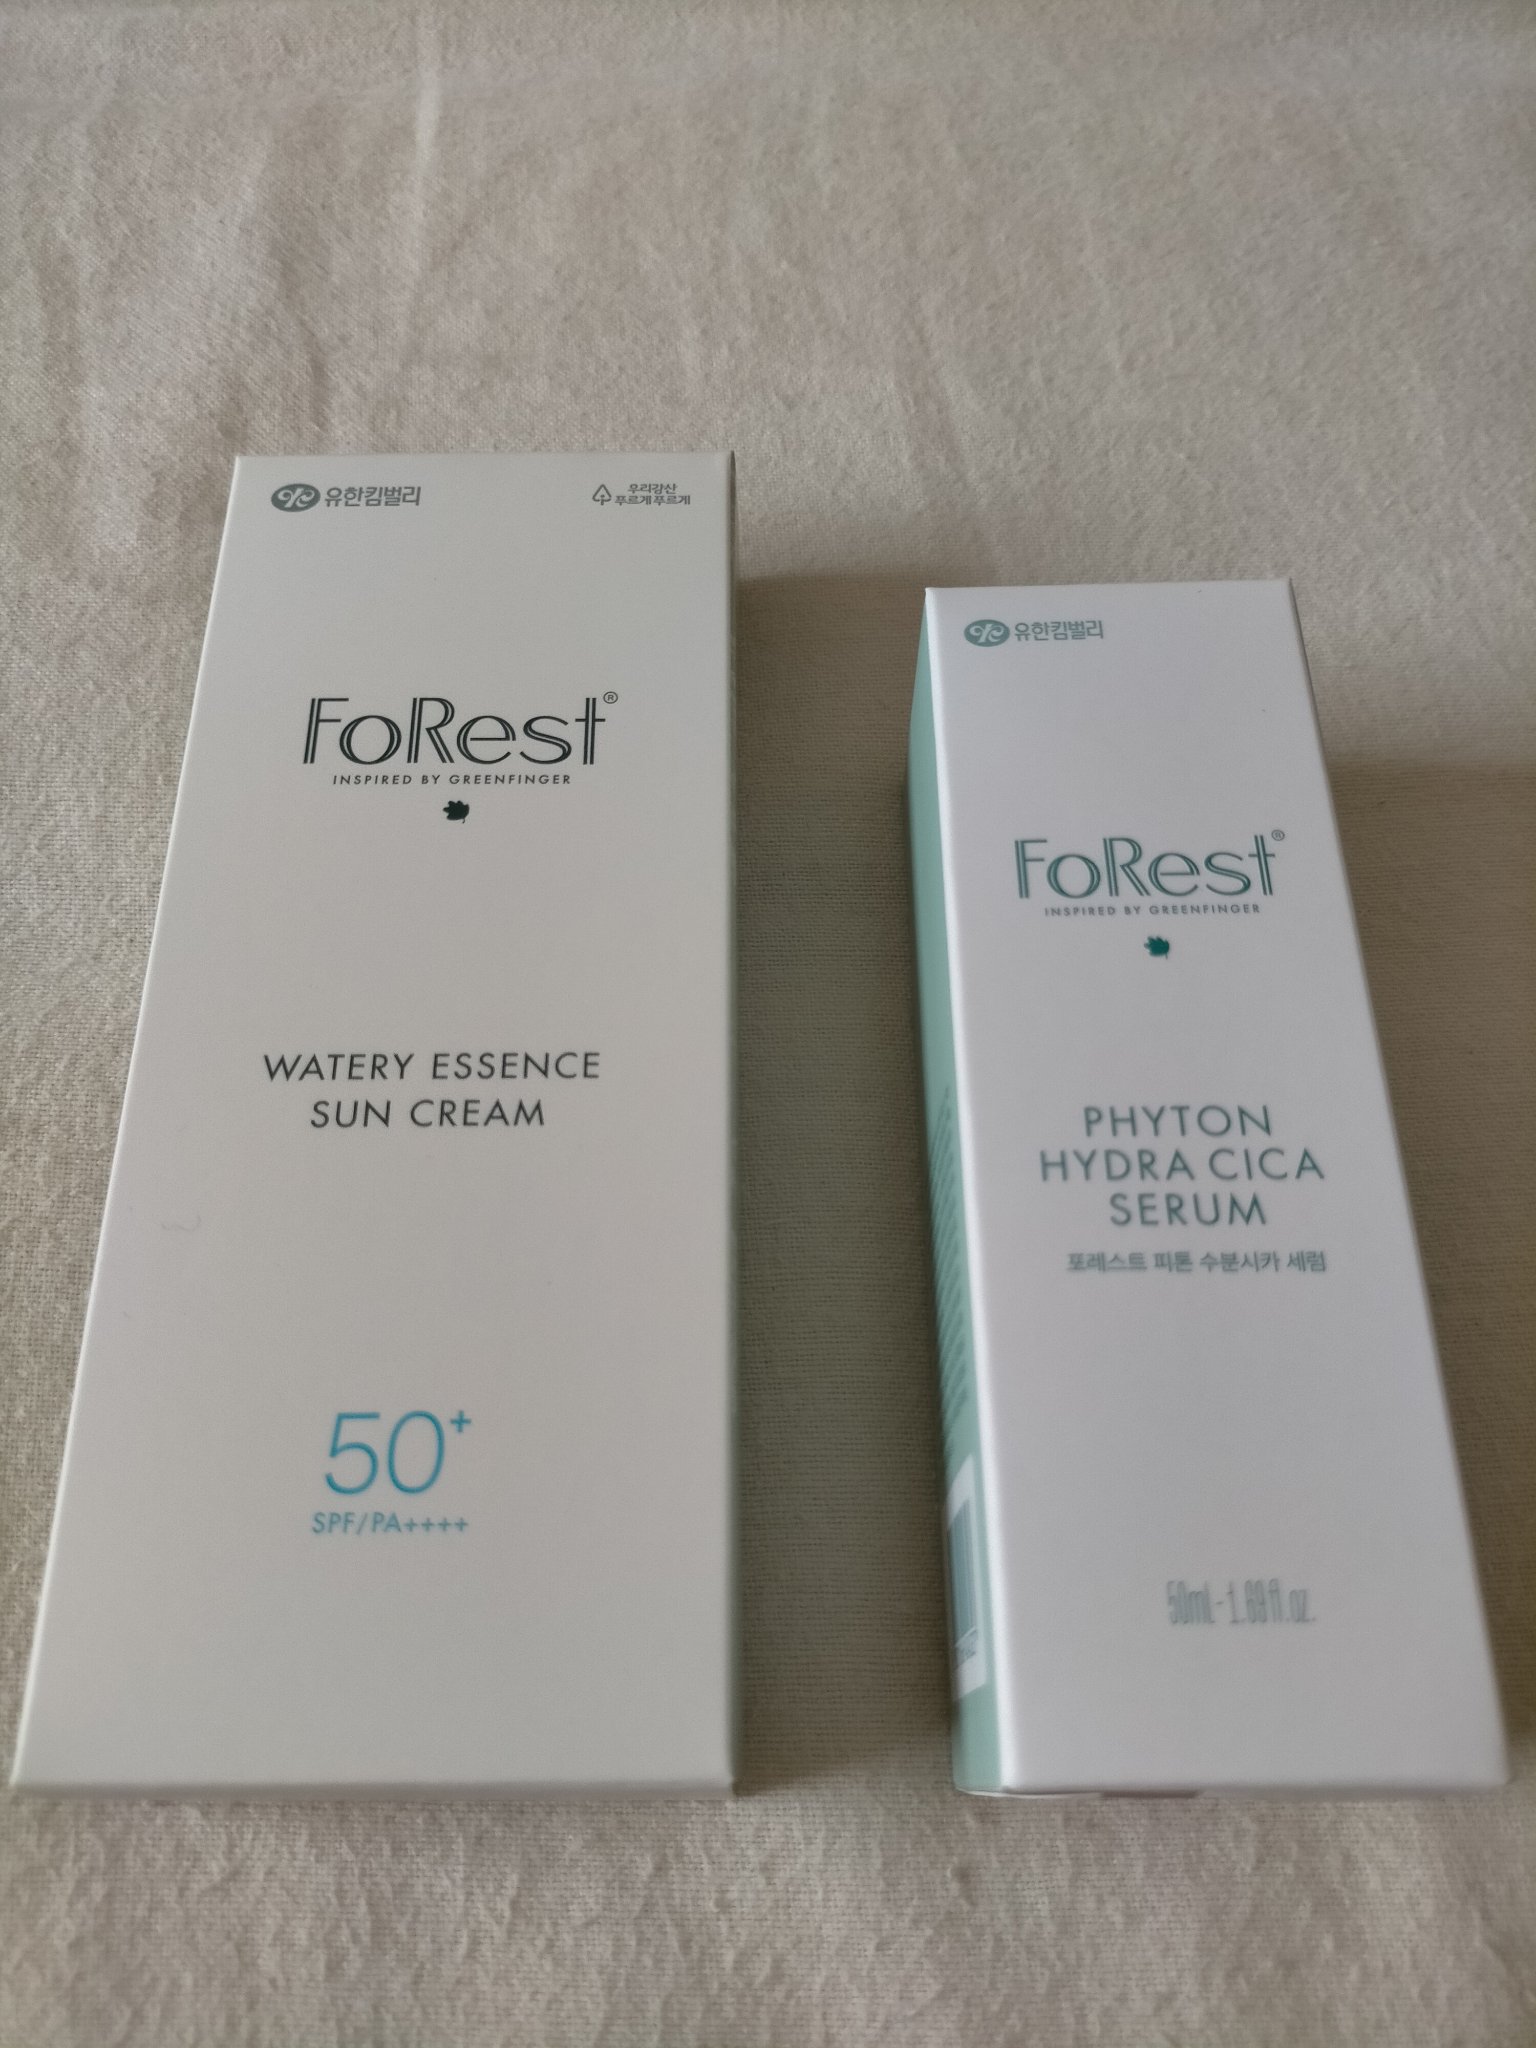 유한킴벌리
우리강산
푸르게 푸르게
FoRest®
INSPIRED BY GREENFINGER
WATERY ESSENCE
SUN CREAM
50+
SPF/PA++++
유한킴벌리
FoRest®
INSPIRED BY GREENFINGER
PHYTON
HYDRA CICA
SERUM
포레스트 피톤 수분시카 세럼
50mL-1.69fl.oz.